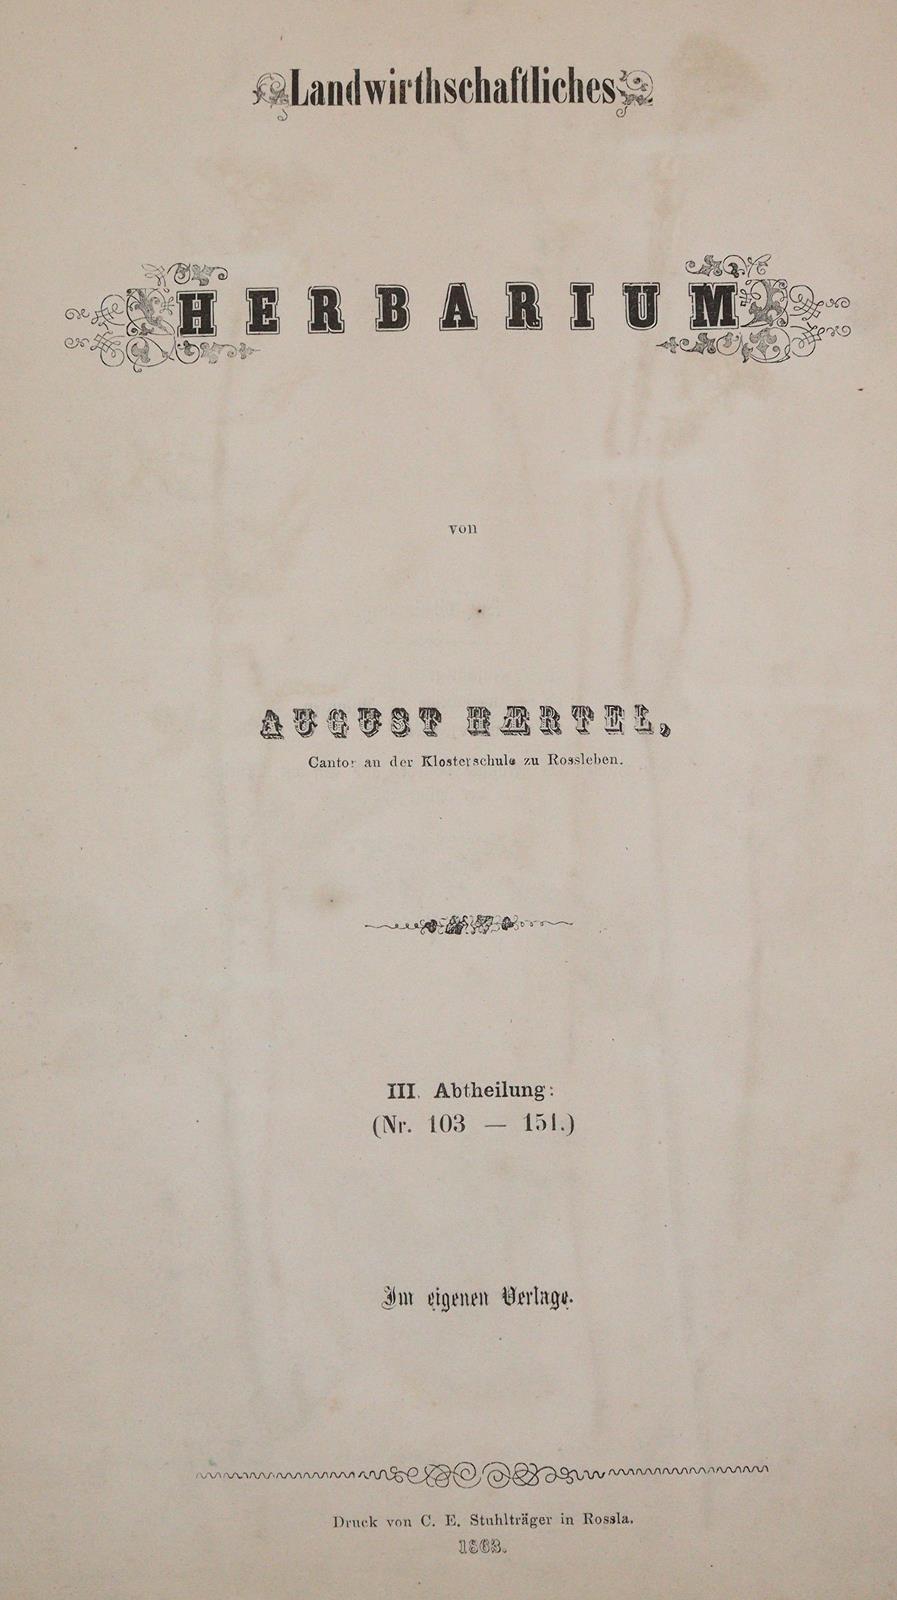 Landwirthschaftliches
HERBARIUM
von
AUGUST HÆRTEL,
Cantor an der Klosterschule zu Rossleben.
III. Abtheilung:
(Nr. 103 — 151.)
Im eigenen Verlage.
Druck von C. E. Stuhlträger in Rossla.
1863.